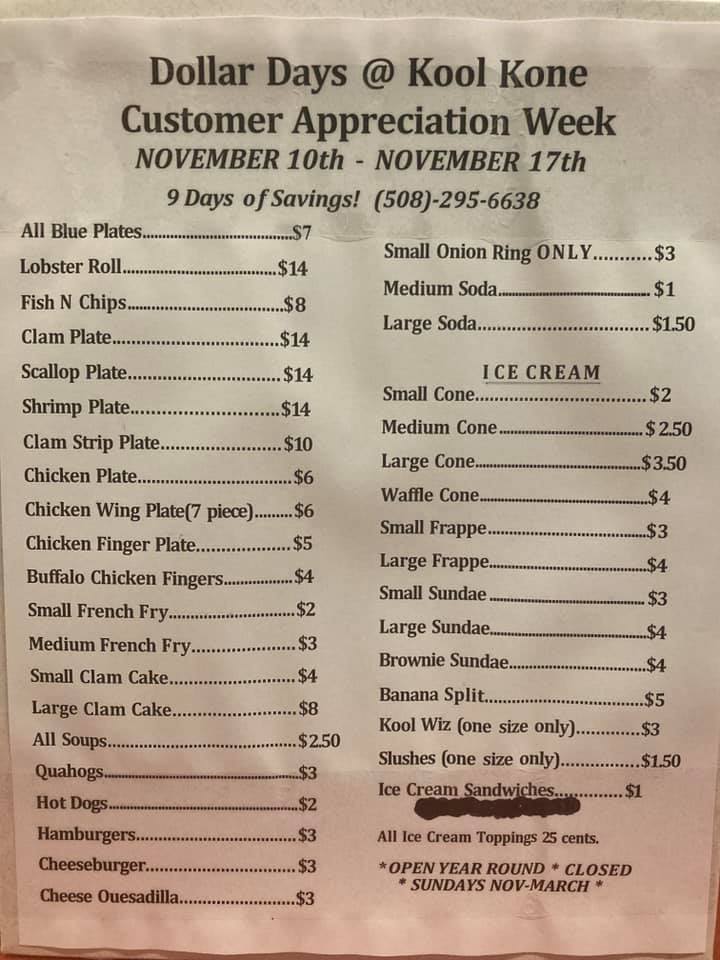 Dollar Days @ Kool Kone
Customer Appreciation Week
NOVEMBER 10th - NOVEMBER 17th
9 Days of Savings! (508)-295-6638
All Blue Plates....................................$7
Lobster Roll.....................................$14
Fish N Chips.....................................$8
Clam Plate........................................$14
Scallop Plate....................................$14
Shrimp Plate...................................$14
Clam Strip Plate.............................$10
Chicken Plate....................................$6
Chicken Wing Plate(7 piece).........$6
Chicken Finger Plate.......................$5
Buffalo Chicken Fingers.................$4
Small French Fry..............................$2
Medium French Fry.........................$3
Small Clam Cake..............................$4
Large Clam Cake..............................$8
All Soups.............................................$2.50
Quahogs..............................................$3
Hot Dogs.............................................$2
Hamburgers......................................$3
Cheeseburger....................................$3
Cheese Ouesadilla............................$3
Small Onion Ring ONLY...........$3
Medium Soda.....................................$1
Large Soda.........................................$1.50
ICE CREAM
Small Cone.........................................$2
Medium Cone...................................$2.50
Large Cone........................................$3.50
Waffle Cone........................................$4
Small Frappe......................................$3
Large Frappe......................................$4
Small Sundae.....................................$3
Large Sundae.....................................$4
Brownie Sundae.................................$4
Banana Split......................................$5
Kool Wiz (one size only).............$3
Slushes (one size only)................$1.50
Ice Cream Sandwiches................$1
All Ice Cream Toppings 25 cents.
*OPEN YEAR ROUND * CLOSED
* SUNDAYS NOV-MARCH *